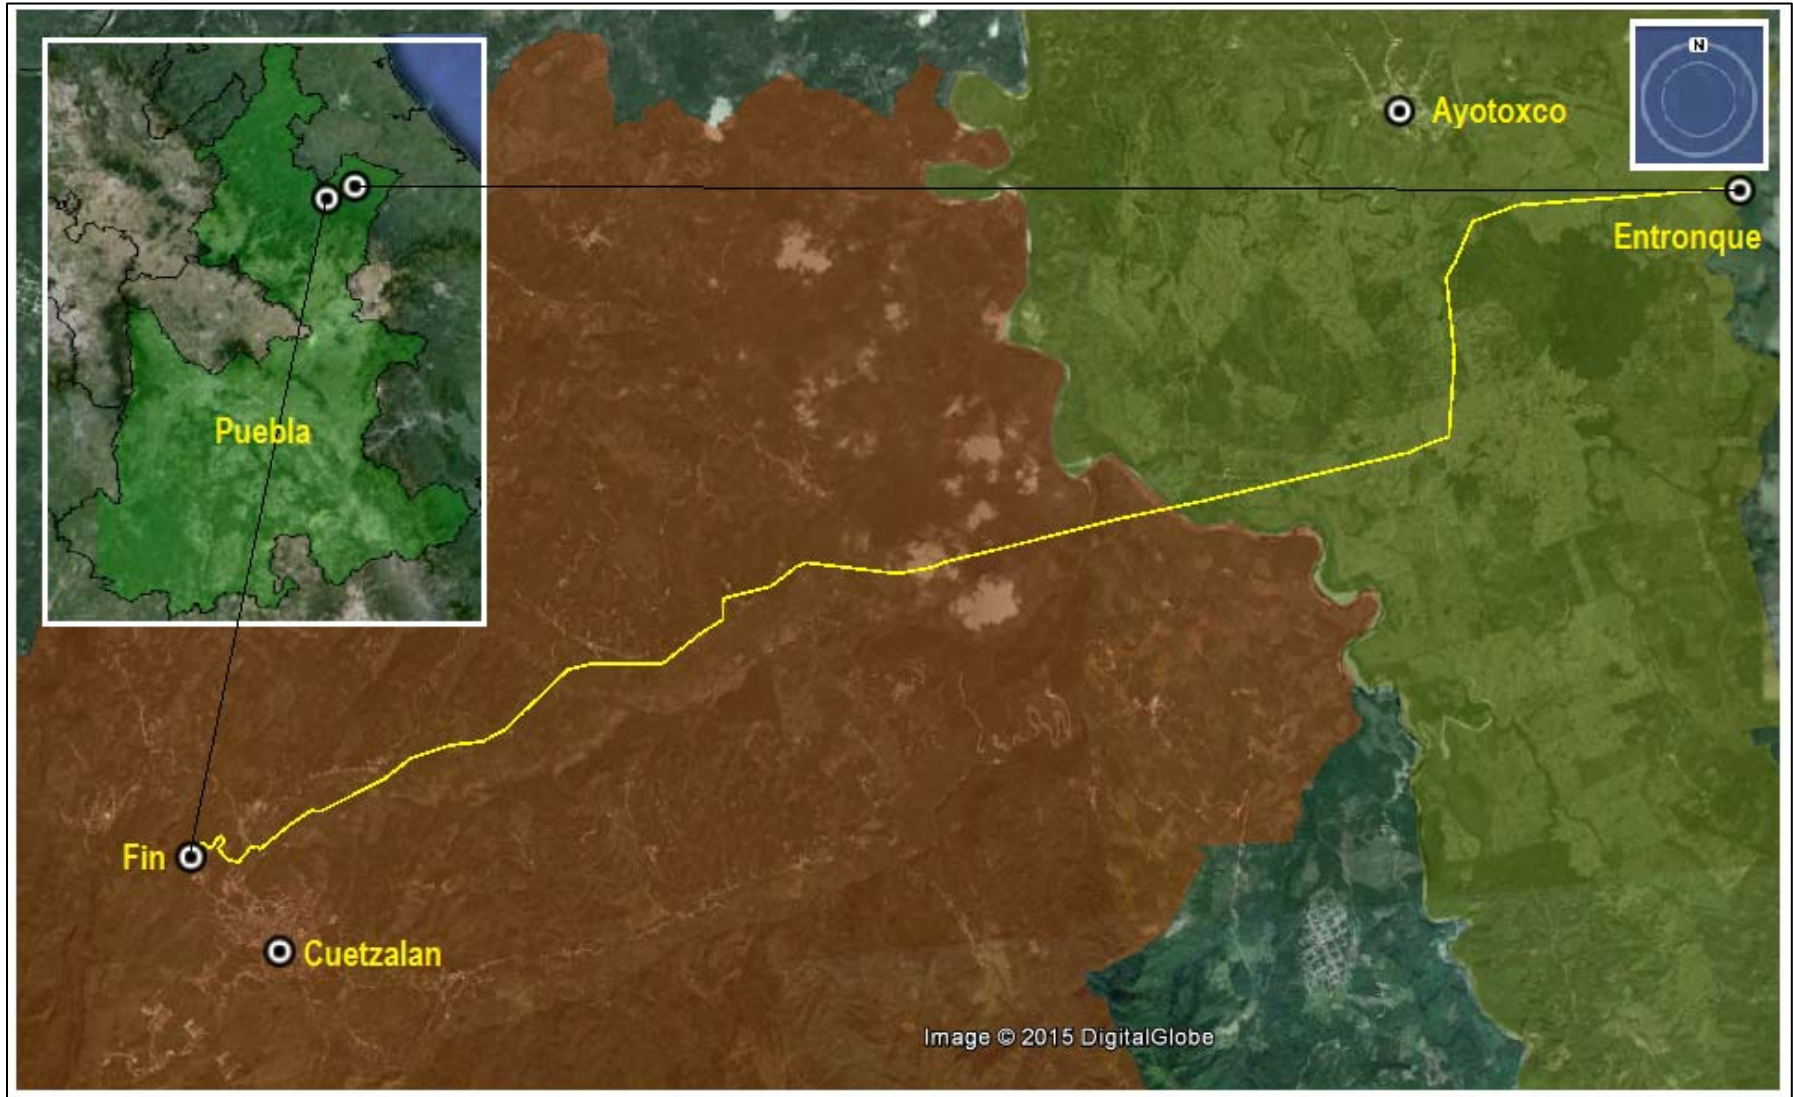 N
Ayotoxco
Entronque
Puebla
Fin
Cuetzalan
Image © 2015 DigitalGlobe